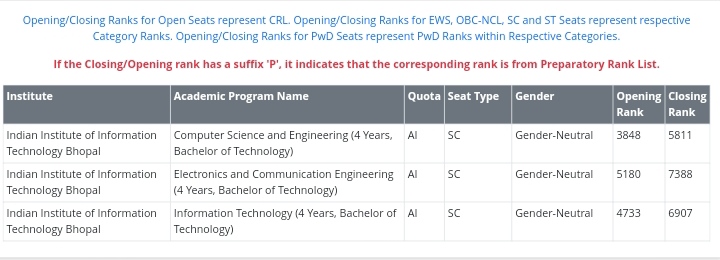 Opening/Closing Ranks for Open Seats represent CRL. Opening/Closing Ranks for EWS, OBC-NCL, SC and ST Seats represent respective
Category Ranks. Opening/Closing Ranks for PwD Seats represent PwD Ranks within Respective Categories.
If the Closing/Opening rank has a suffix 'P', it indicates that the corresponding rank is from Preparatory Rank List.
Institute Academic Program Name Quota Seat Type Gender Opening Closing
Rank Rank
Indian Institute of Information Computer Science and Engineering (4 Years, AI SC Gender-Neutral 3848 5811
Technology Bhopal Bachelor of Technology)
Indian Institute of Information Electronics and Communication Engineering AI SC Gender-Neutral 5180 7388
Technology Bhopal (4 Years, Bachelor of Technology)
Indian Institute of Information Information Technology (4 Years, Bachelor of AI SC Gender-Neutral 4733 6907
Technology Bhopal Technology)